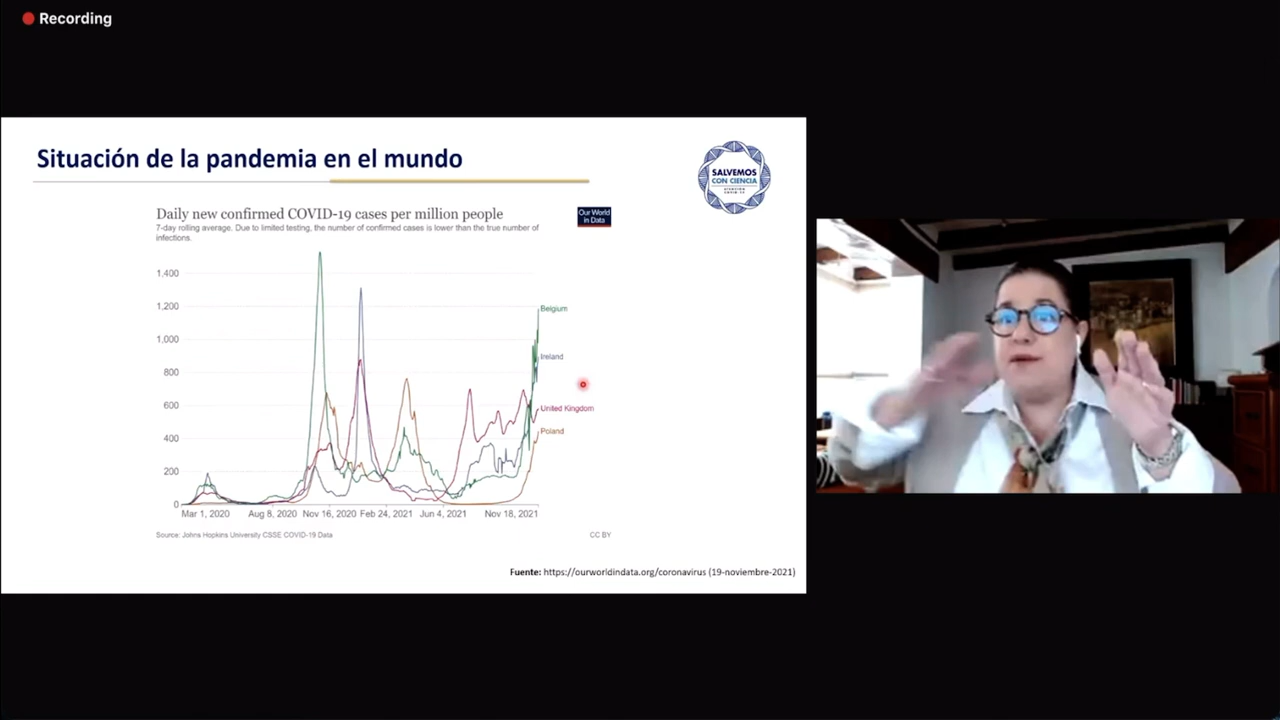 Recording
Situación de la pandemia en el mundo
SALVEMOS
CON CIENCIA
ATENCIÓN
COVID-19
Daily new confirmed COVID-19 cases per million people
Our World
in Data
7-day rolling average. Due to limited testing, the number of confirmed cases is lower than the true number of
infections.
1,400
1,200
1,000
800
600
400
200
0
Belgium
Ireland
United Kingdom
Poland
Mar 1, 2020 Aug 8, 2020 Nov 16, 2020 Feb 24, 2021 Jun 4, 2021 Nov 18, 2021
Source: Johns Hopkins University CSSE COVID-19 Data
CC BY
Fuente: https://ourworldindata.org/coronavirus (19-noviembre-2021)